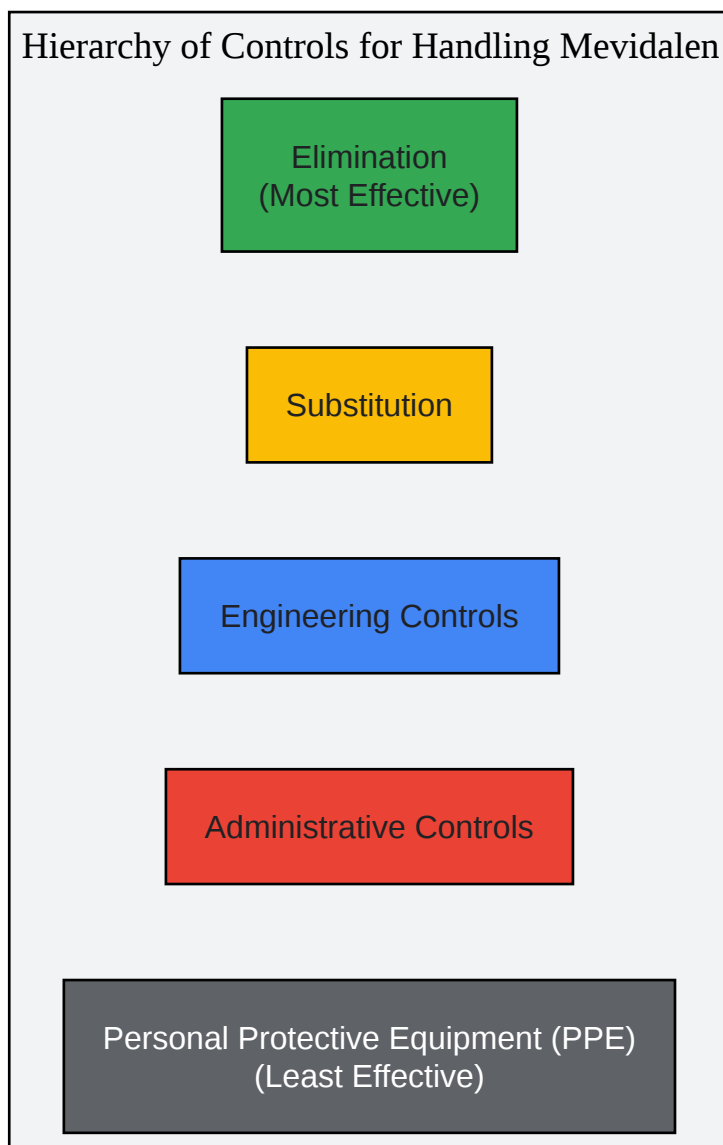 Hierarchy of Controls for Handling Mevidalen
Elimination
(Most Effective)
Substitution
Engineering Controls
Administrative Controls
Personal Protective Equipment (PPE)
(Least Effective)